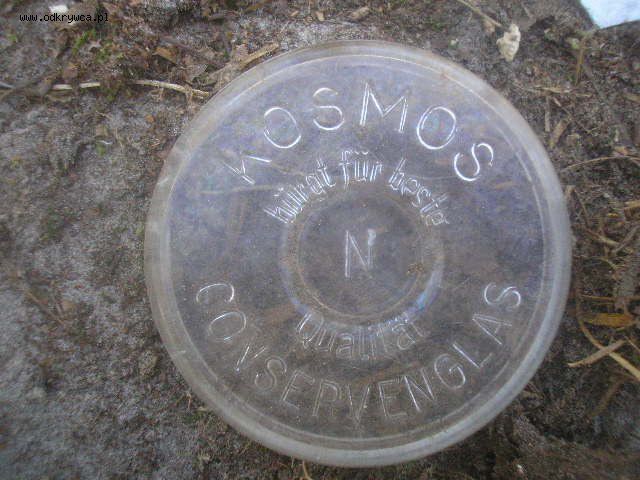 www.odkrywca.pl
KOSMOS
bürgt für beste
N
Qualität
CONSERVENGLAS